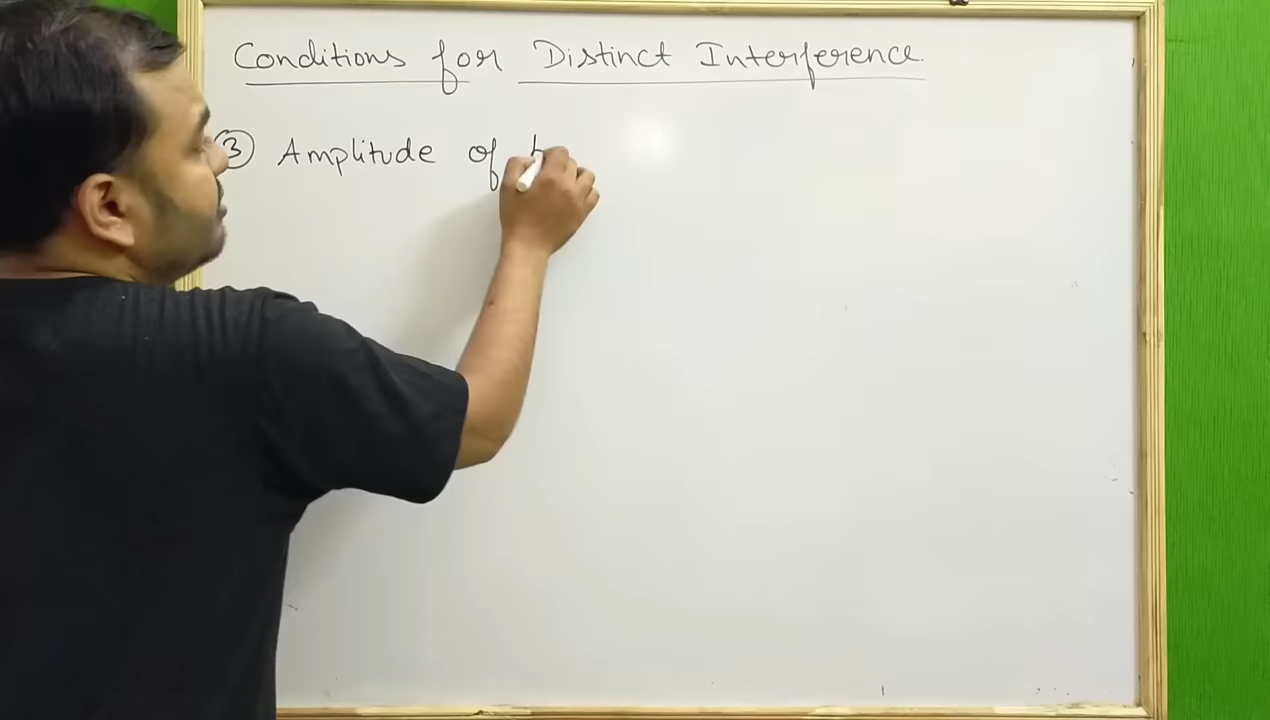 Conditions for Distinct Interference.
③ Amplitude of